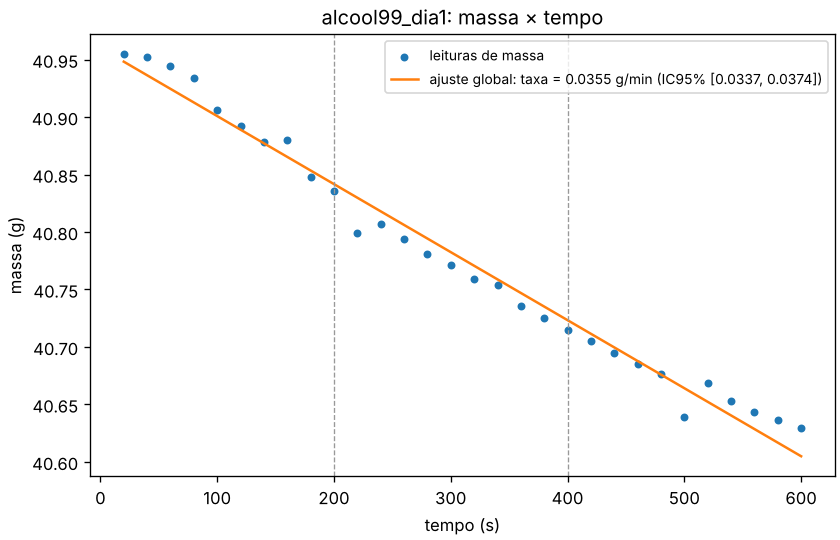 alcool99_dia1: massa × tempo
leituras de massa
ajuste global: taxa = 0.0355 g/min (IC95% [0.0337, 0.0374])
massa (g)
40.95
40.90
40.85
40.80
40.75
40.70
40.65
40.60
0 100 200 300 400 500 600
tempo (s)